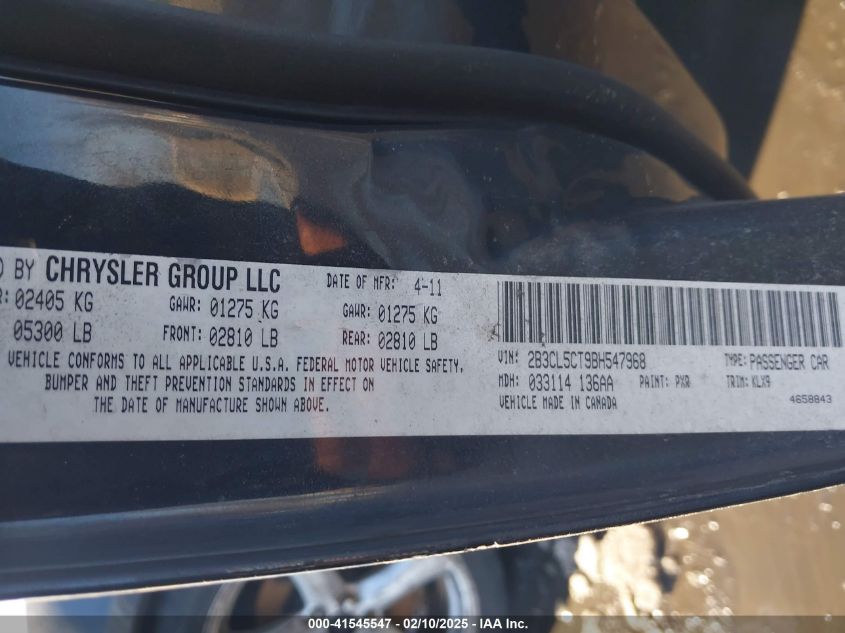 ) BY CHRYSLER GROUP LLC DATE OF MFR: 4-11
R: 02405 KG GAWR: 01275 KG GAWR: 01275 KG
05300 LB FRONT: 02810 LB REAR: 02810 LB
VEHICLE CONFORMS TO ALL APPLICABLE U.S.A. FEDERAL MOTOR VEHICLE SAFETY,
BUMPER AND THEFT PREVENTION STANDARDS IN EFFECT ON
THE DATE OF MANUFACTURE SHOWN ABOVE.
VIN: 2B3CL5CT9BH547968 TYPE: PASSENGER CAR
MDH: 033114 136AA PAINT: PXR TRIM: KLX9
VEHICLE MADE IN CANADA 4658843
000-41545547 - 02/10/2025 - IAA Inc.